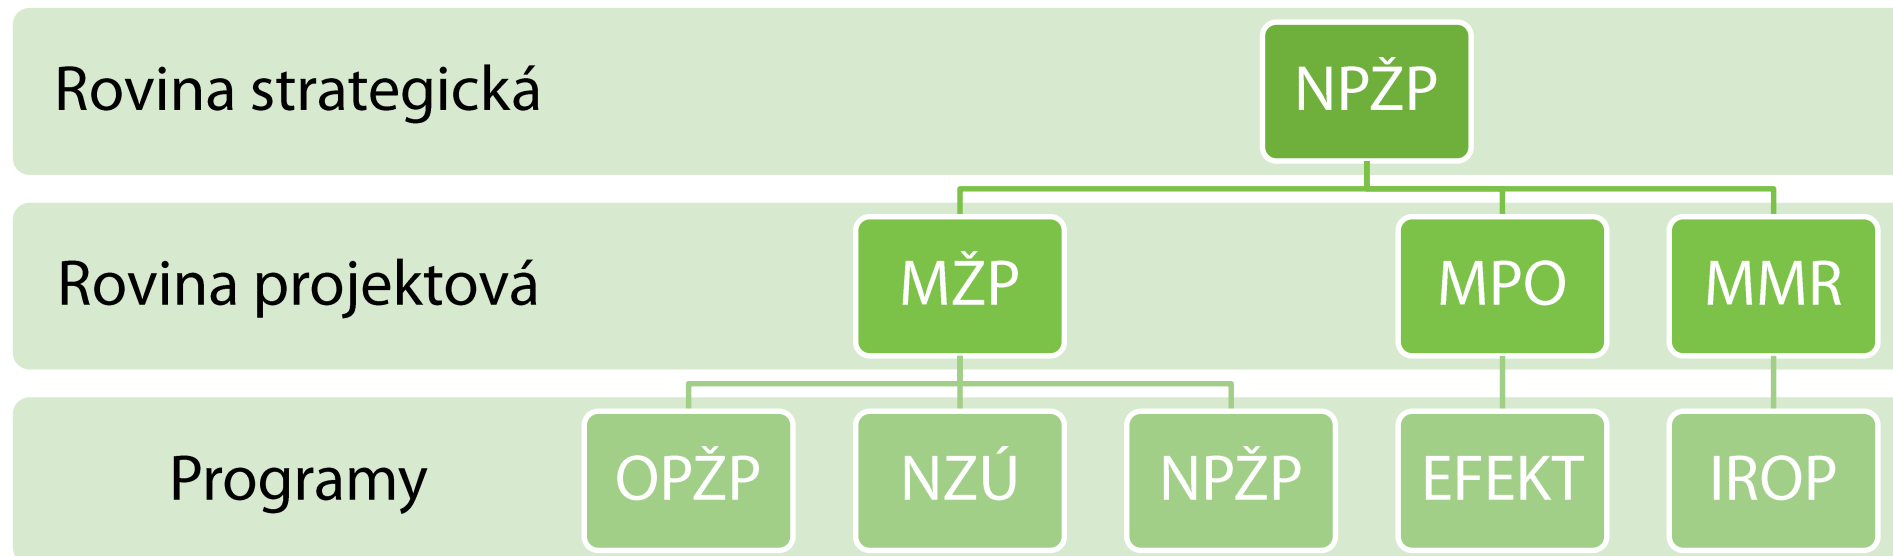 Rovina strategická
NPŽP
Rovina projektová
MŽP
MPO
MMR
Programy
OPŽP
NZÚ
NPŽP
EFEKT
IROP